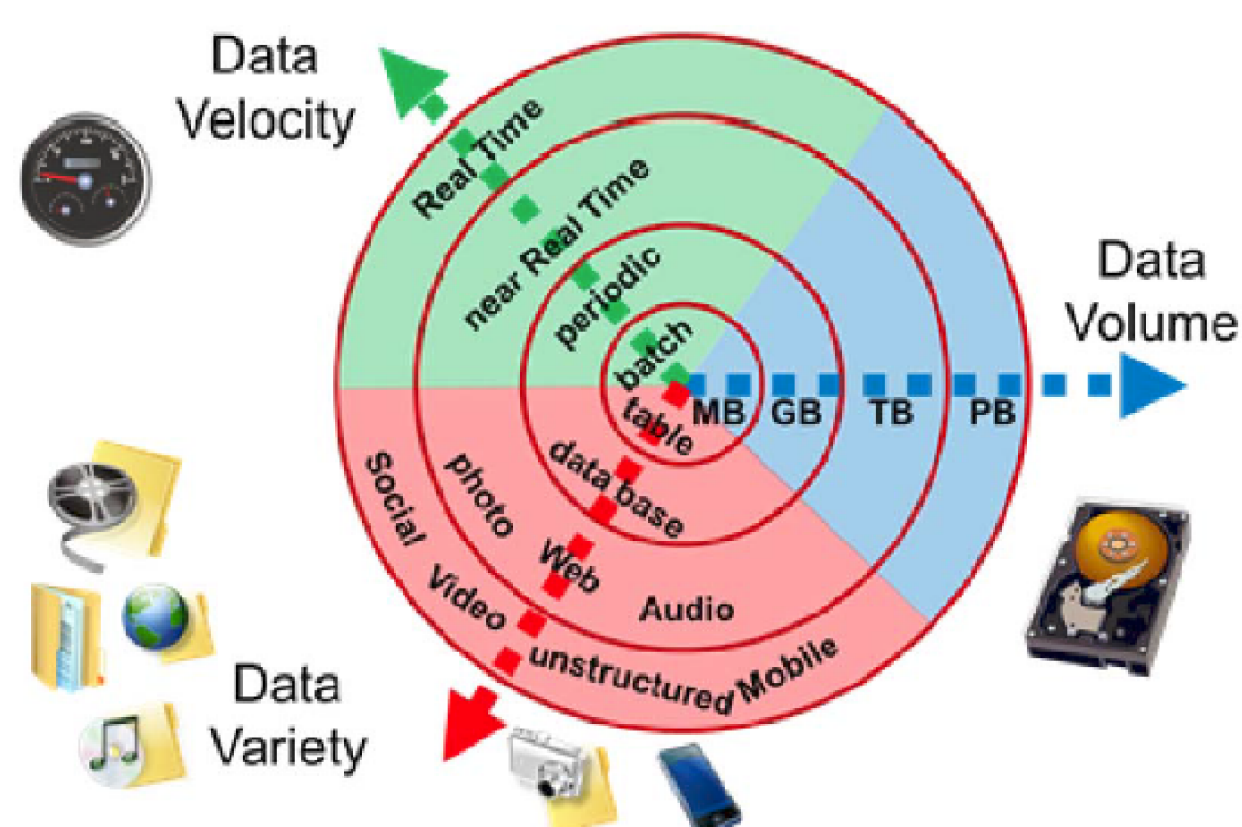 Data
Velocity
Real Time
near Real Time
periodic
batch
Data
Volume
MB GB TB PB
table
data base
photo
Web
Audio
Social
Video
unstructured
Mobile
Data
Variety